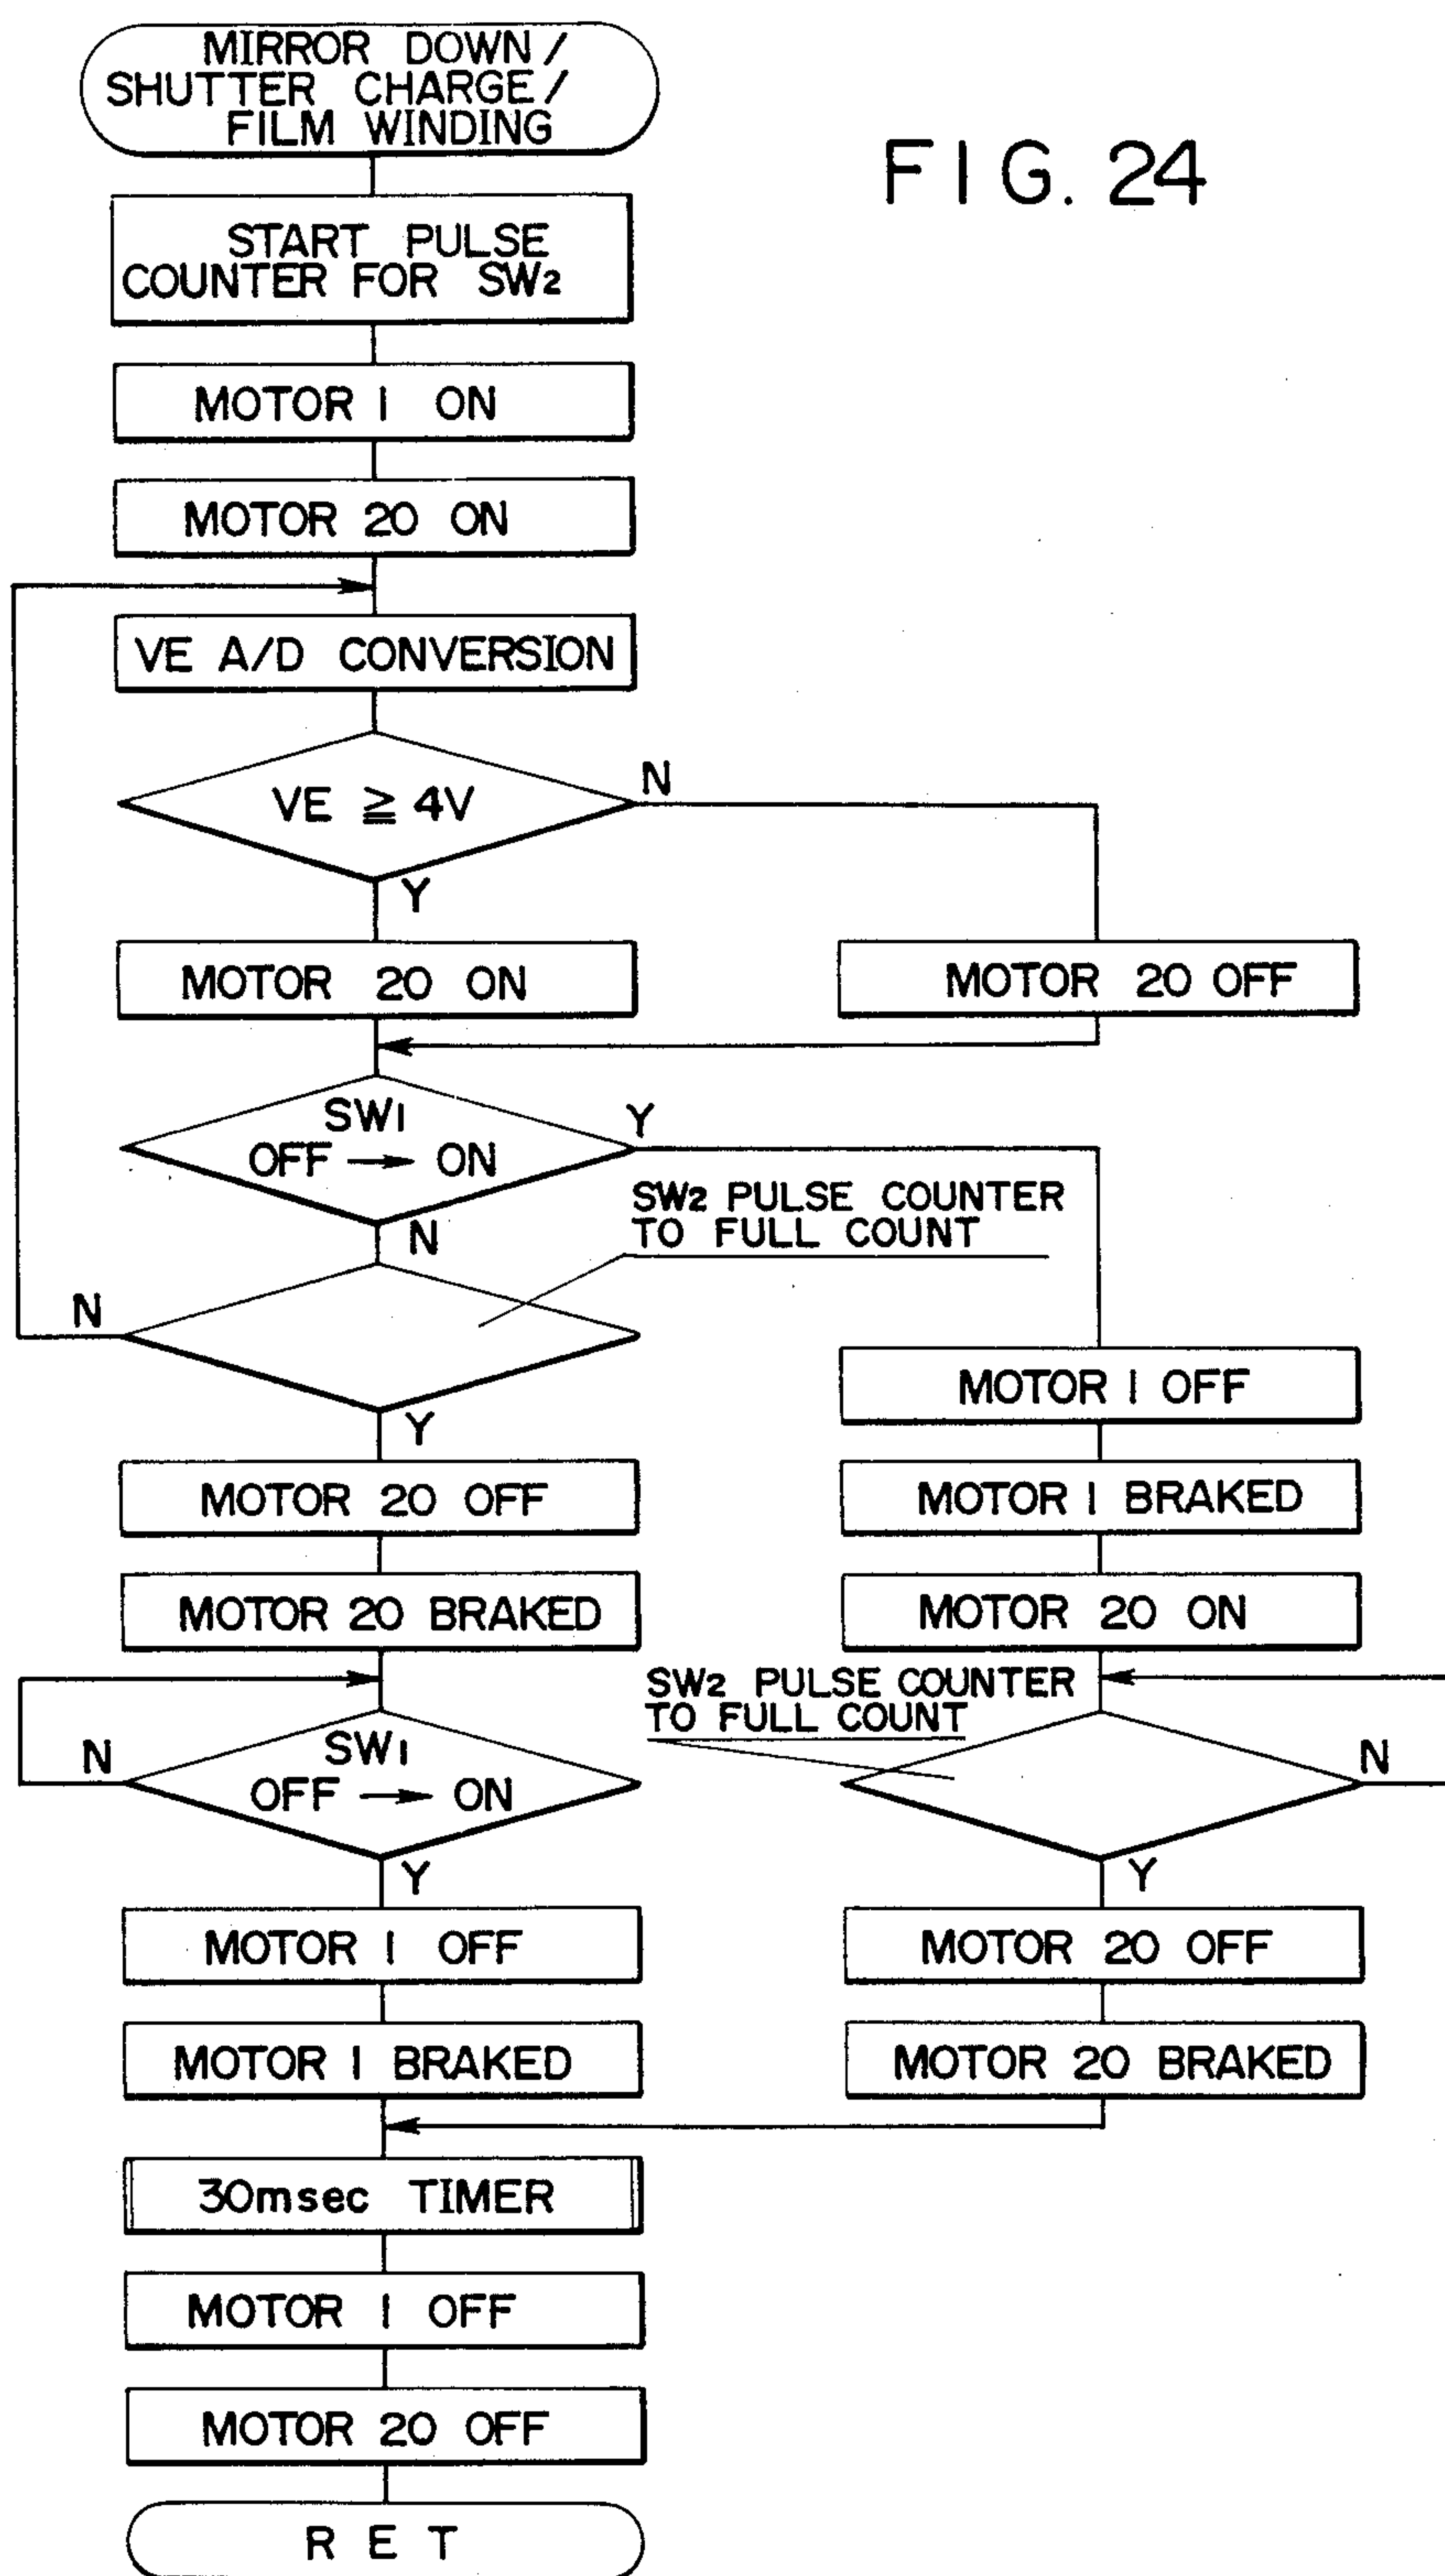 MIRROR DOWN /
SHUTTER CHARGE /
FILM WINDING
FIG. 24
START PULSE
COUNTER FOR SW2
MOTOR 1 ON
MOTOR 20 ON
VE A/D CONVERSION
VE ≧ 4V
N
Y
MOTOR 20 ON
MOTOR 20 OFF
SW1
OFF → ON
Y
N
SW2 PULSE COUNTER
TO FULL COUNT
N
Y
MOTOR 1 OFF
MOTOR 20 OFF
MOTOR 1 BRAKED
MOTOR 20 BRAKED
MOTOR 20 ON
SW2 PULSE COUNTER
TO FULL COUNT
SW1
OFF → ON
N
N
Y
Y
MOTOR 1 OFF
MOTOR 20 OFF
MOTOR 1 BRAKED
MOTOR 20 BRAKED
30msec TIMER
MOTOR 1 OFF
MOTOR 20 OFF
RET